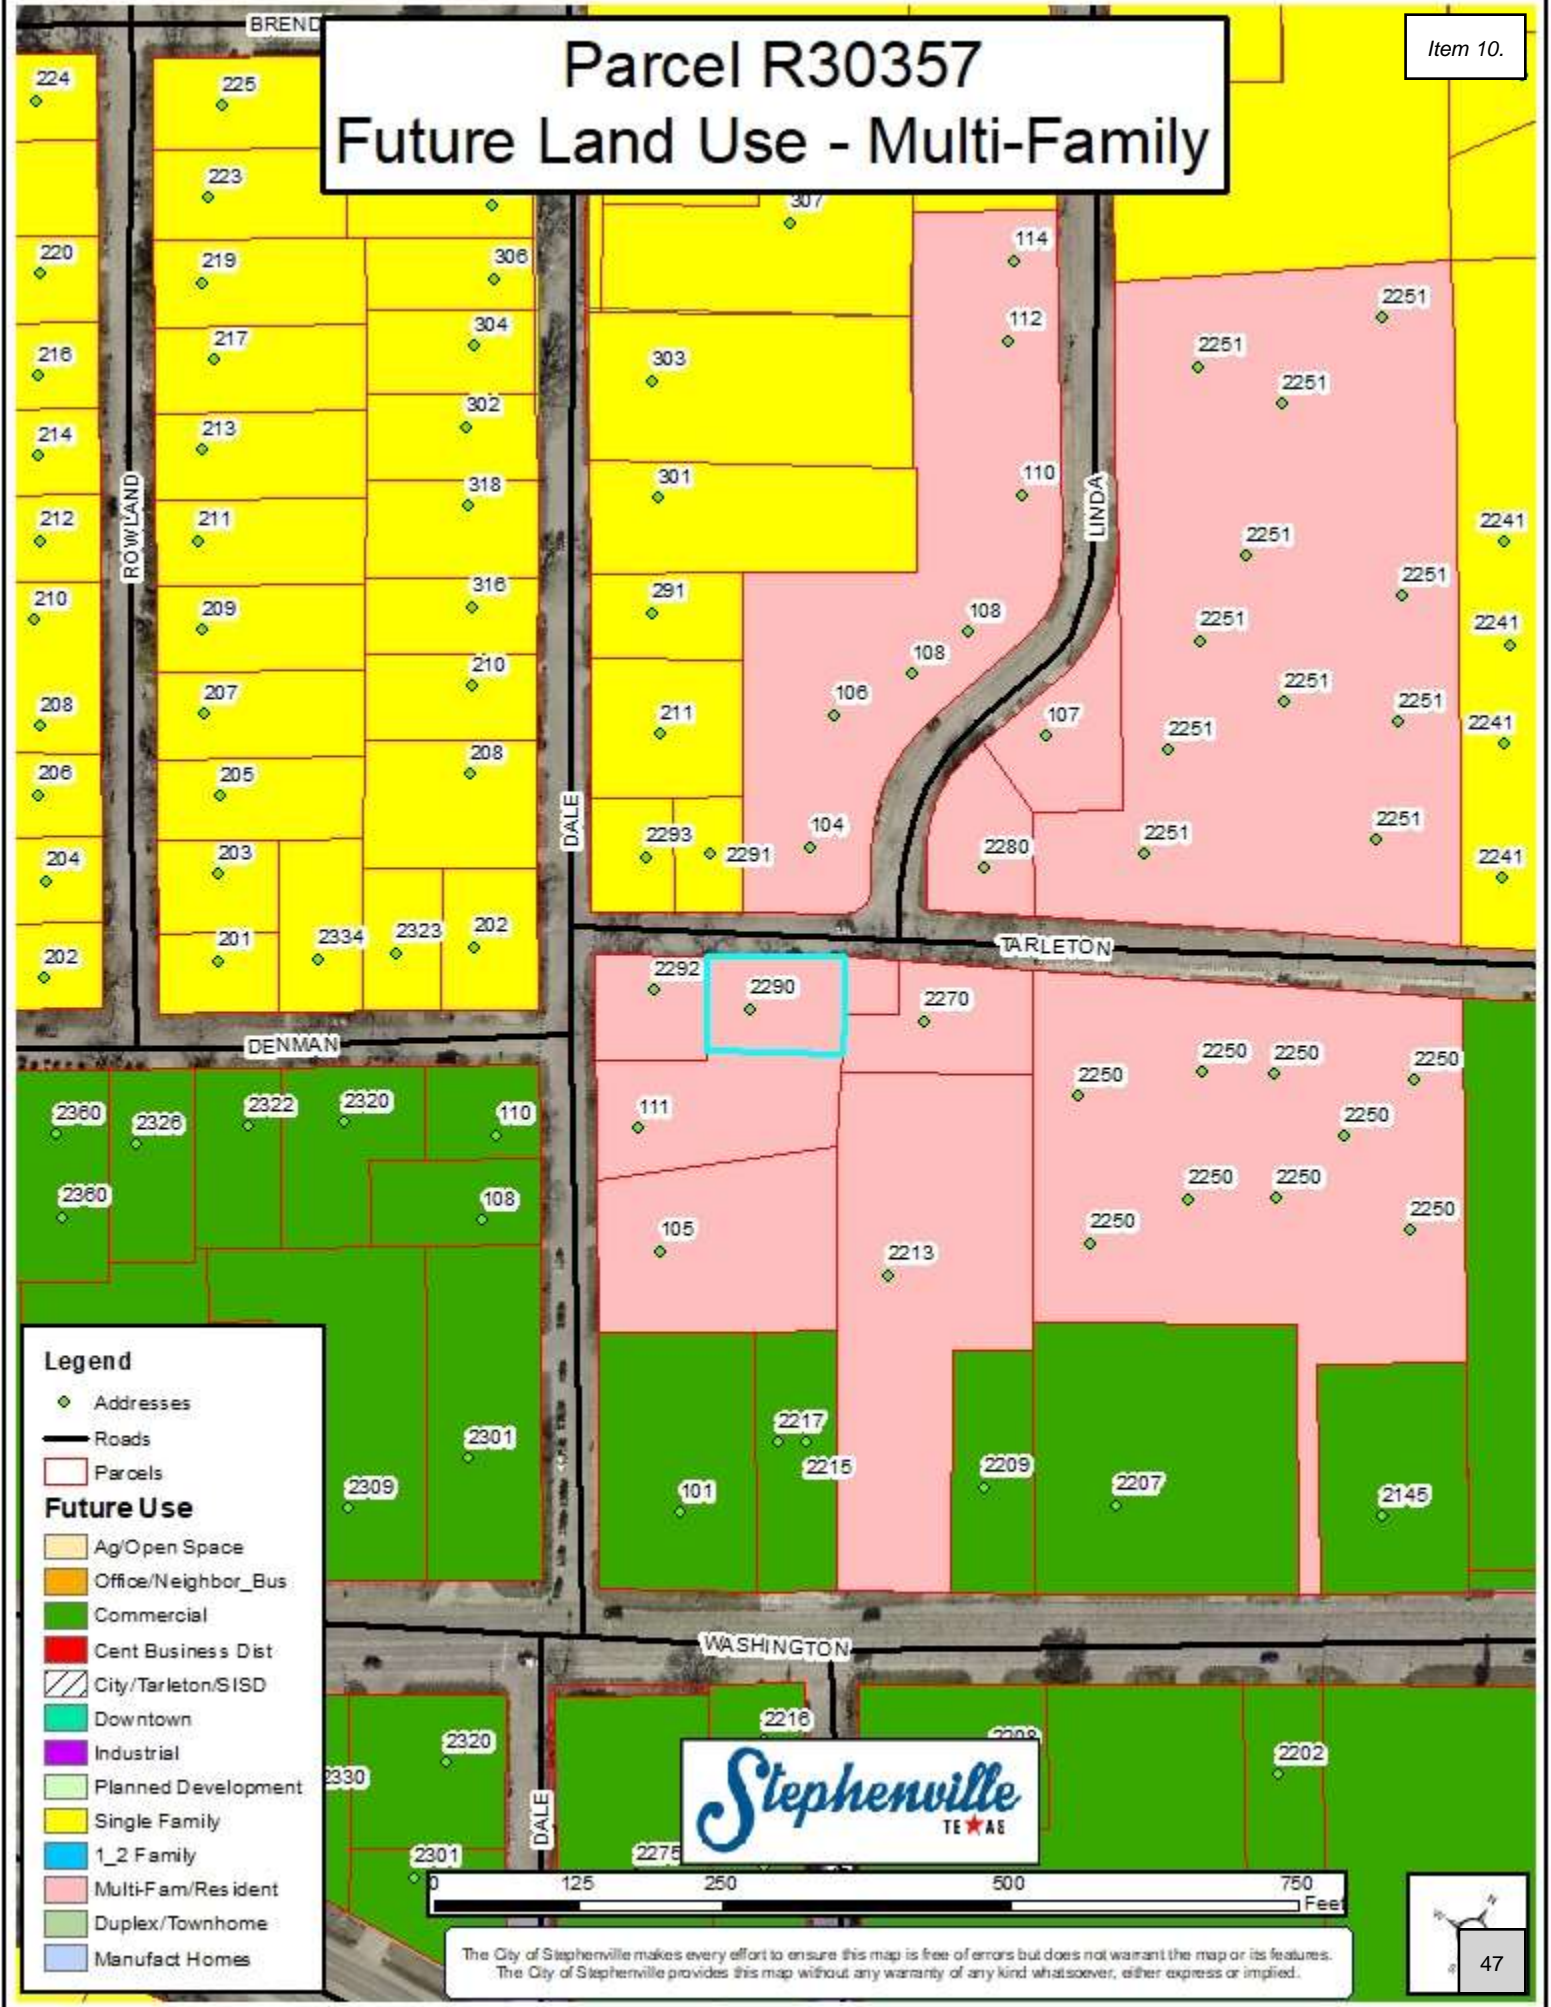 Item 10.
BREND
Parcel R30357
Future Land Use - Multi-Family
224
225
223
307
220
219
306
114
216
217
304
112
303
2251
2251
2251
214
213
302
212
211
318
301
110
2251
2251
2241
ROWLAND
LINDA
210
209
316
291
108
108
2251
2241
208
207
210
211
106
107
2251
2251
2251
2241
206
205
208
DALE
204
203
2293
2291
104
2280
2251
2251
2241
202
201
2334
2323
202
TARLETON
2292
2290
2270
DENMAN
2360
2326
2322
2320
110
111
2250
2250
2250
2250
2250
2360
108
105
2213
2250
2250
2250
2250
2309
2301
101
2217
2215
2209
2207
2145
WASHINGTON
2320
2330
2301
DALE
2216
2275
2208
2202
Legend
Addresses
Roads
Parcels
Future Use
Ag/Open Space
Office/Neighbor_Bus
Commercial
Cent Business Dist
City/Tarleton/SISD
Downtown
Industrial
Planned Development
Single Family
1_2 Family
Multi-Fam/Resident
Duplex/Townhome
Manufact Homes
Stephenville
TEXAS
0 125 250 500 750
Feet
The City of Stephenville makes every effort to ensure this map is free of errors but does not warrant the map or its features.
The City of Stephenville provides this map without any warranty of any kind whatsoever, either express or implied.
N
W
47